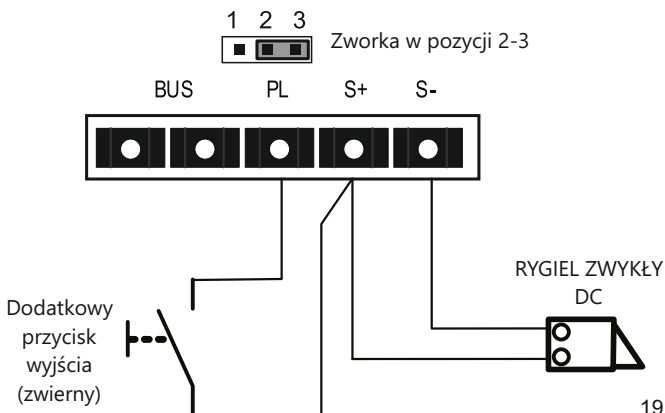 1 2 3
Zworka w pozycji 2-3
BUS PL S+ S-
RYGIEL ZWYKŁY
DC
Dodatkowy
przycisk
wyjścia
(zwierny)
19